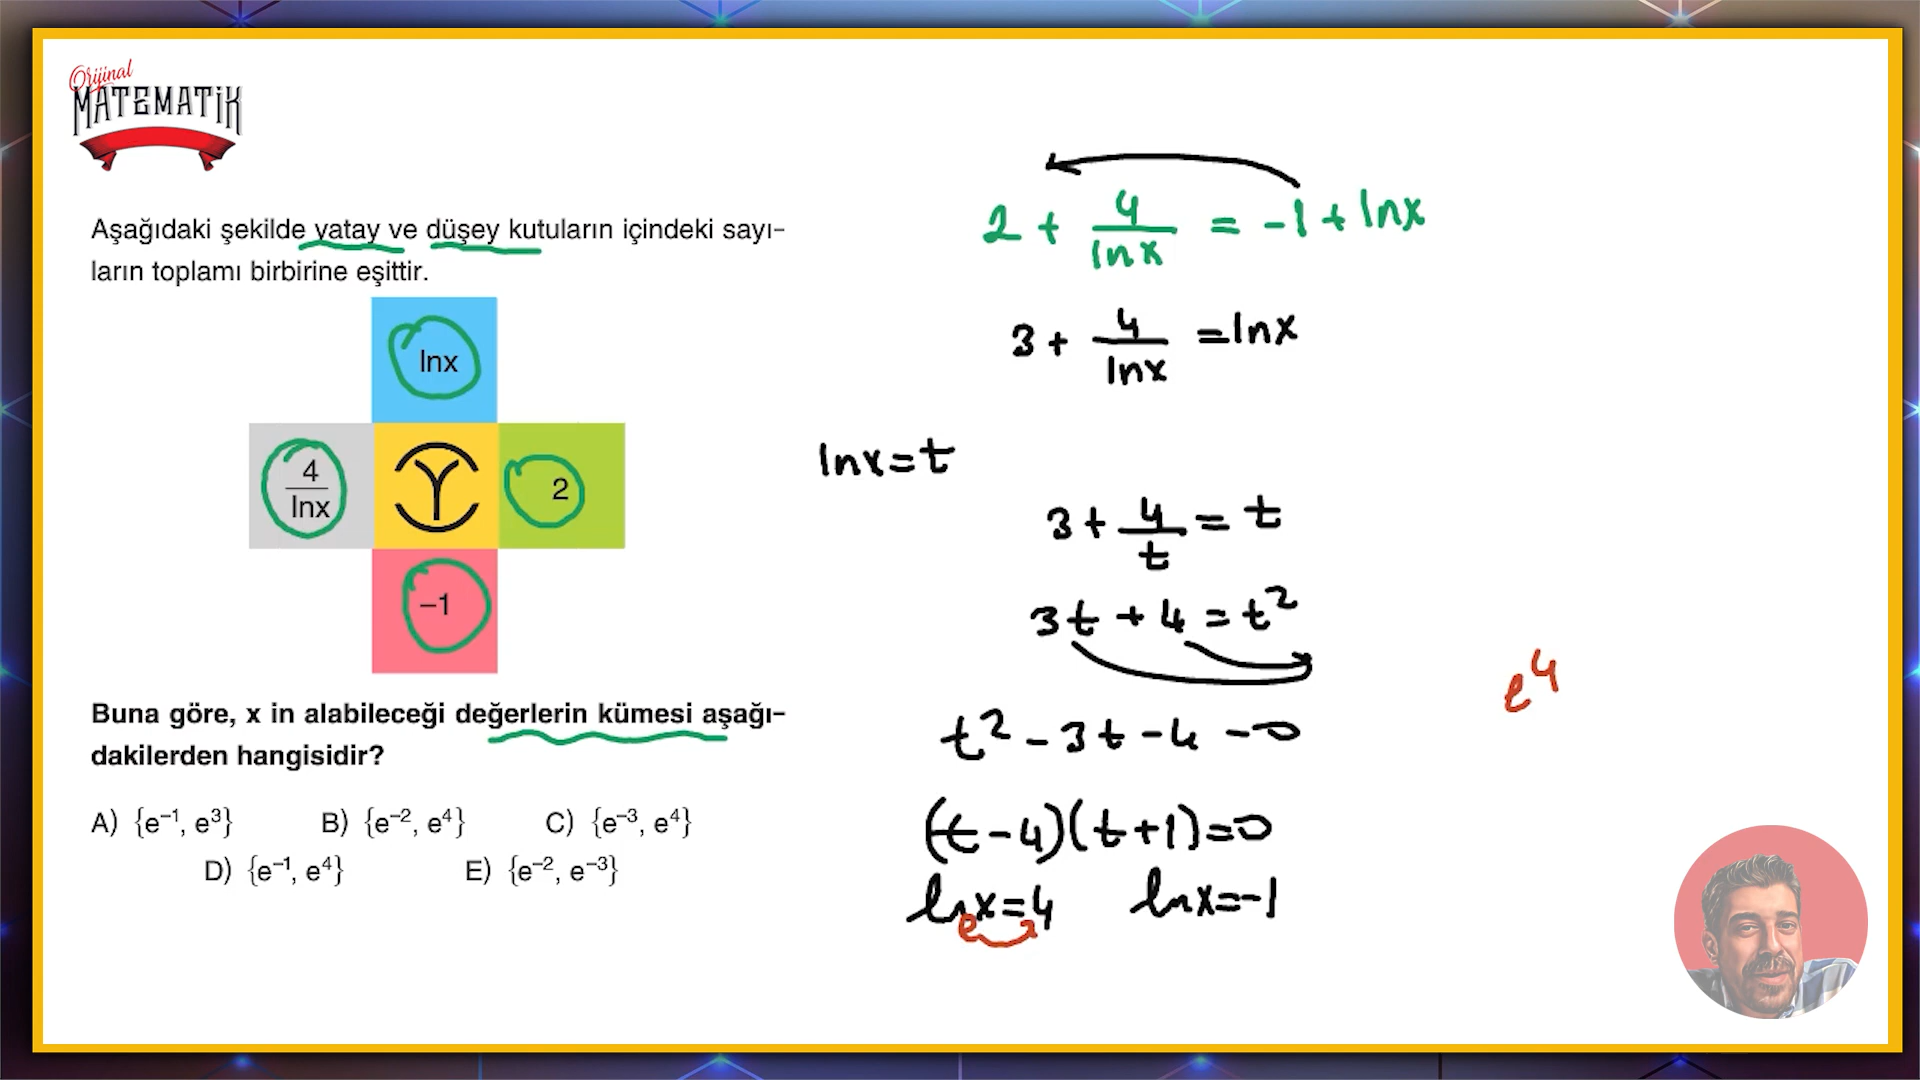 Orijinal
MATEMATİK
Aşağıdaki şekilde yatay ve düşey kutuların içindeki sayı-
ların toplamı birbirine eşittir.
lnx
4
lnx
2
-1
Buna göre, x in alabileceği değerlerin kümesi aşağı-
dakilerden hangisidir?
A) {e⁻¹, e³} B) {e⁻², e⁴} C) {e⁻³, e⁴}
D) {e⁻¹, e⁴} E) {e⁻², e⁻³}
2 + 4/lnx = -1 + lnx
3 + 4/lnx = lnx
lnx = t
3 + 4/t = t
3t + 4 = t²
t² - 3t - 4 - 0
(t - 4)(t + 1) = 0
lnx = 4 lnx = -1
e
e⁴